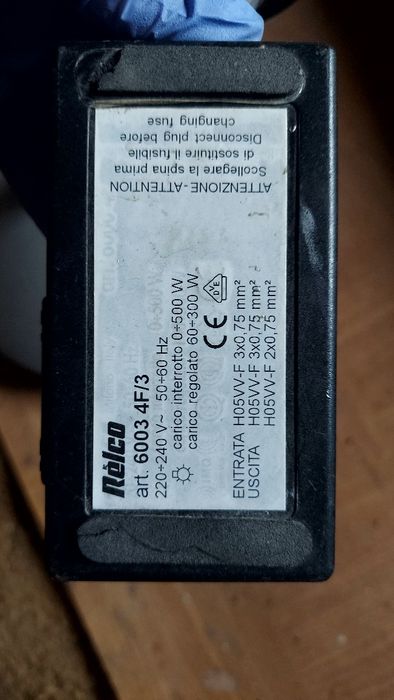 Rèlco
art. 6003 4F/3
220÷240 V~ 50÷60 Hz
carico interrotto 0÷500 W
carico regolato 60÷300 W
CE
VDE
ENTRATA H05VV-F 3x0,75 mm²
USCITA H05VV-F 3x0,75 mm²
H05VV-F 2x0,75 mm²
ATTENZIONE-ATTENTION
Scollegare la spina prima
di sostituire il fusibile
Disconnect plug before
changing fuse